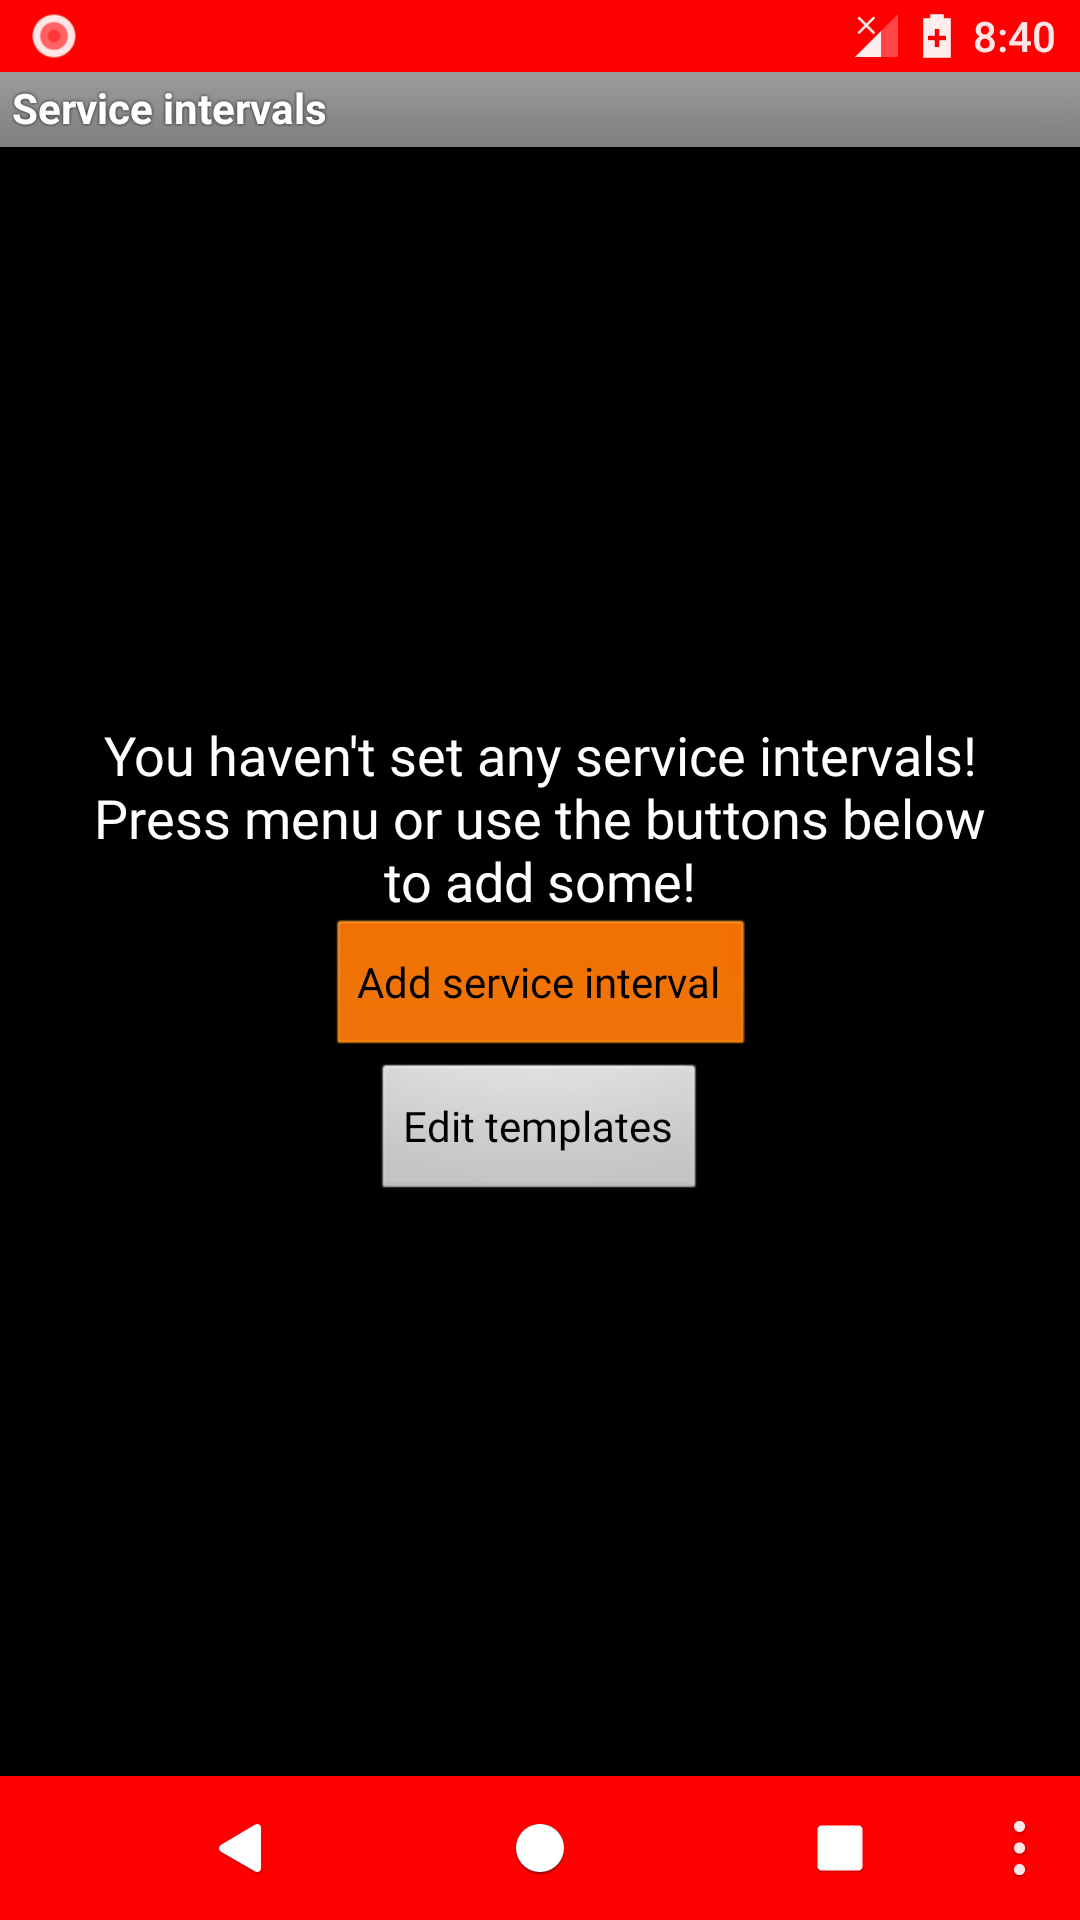 8:40
Service intervals
You haven't set any service intervals!
Press menu or use the buttons below
to add some!
Add service interval
Edit templates